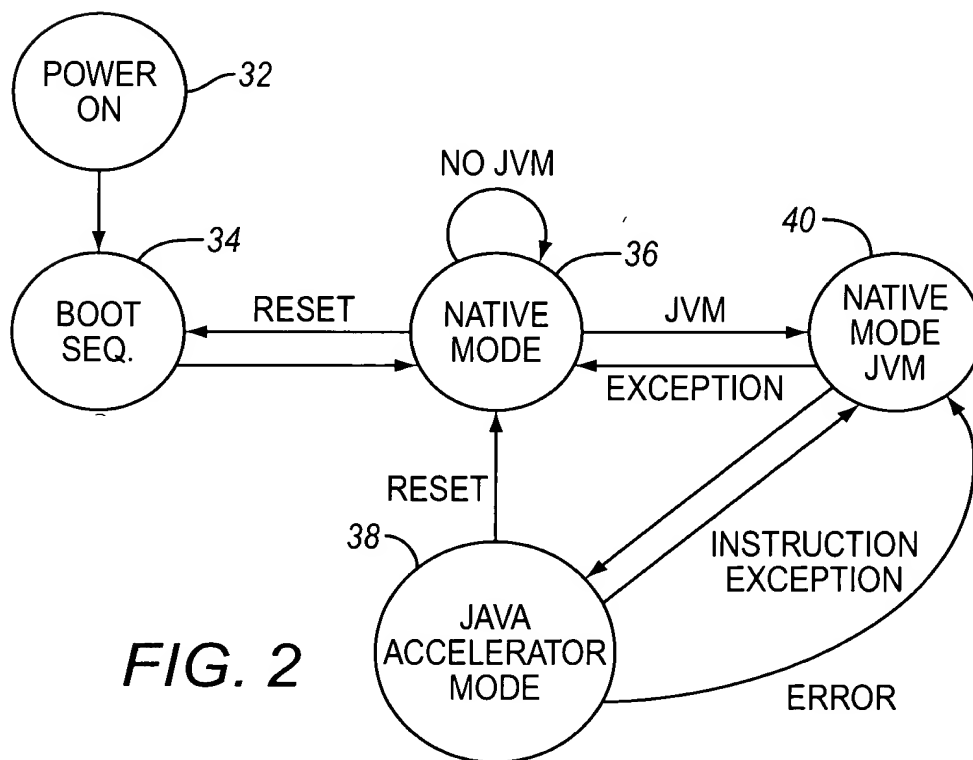 POWER
ON
32
NO JVM
34
36
40
BOOT
SEQ.
RESET
NATIVE
MODE
JVM
NATIVE
MODE
JVM
EXCEPTION
RESET
38
INSTRUCTION
EXCEPTION
JAVA
ACCELERATOR
MODE
FIG. 2
ERROR